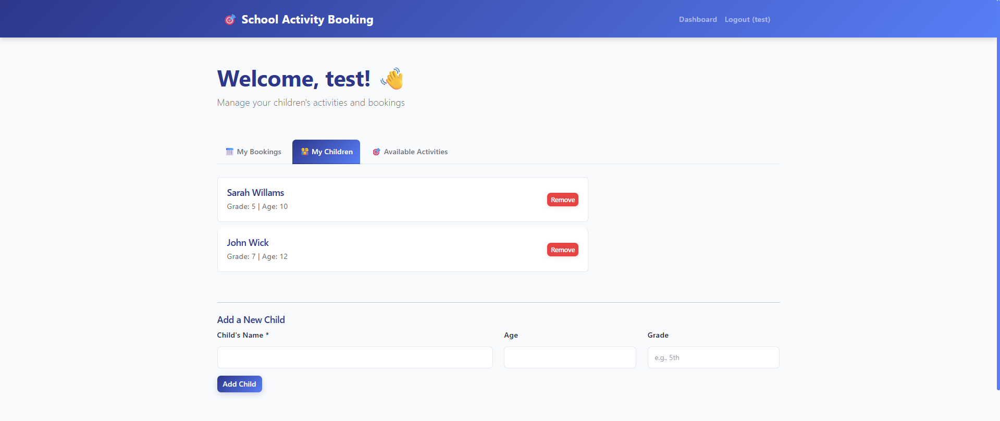 School Activity Booking
Dashboard Logout (test)
Welcome, test!
Manage your children's activities and bookings
My Bookings My Children Available Activities
Sarah Willams
Grade: 5 | Age: 10
Remove
John Wick
Grade: 7 | Age: 12
Remove
Add a New Child
Child's Name * Age Grade
e.g., 5th
Add Child